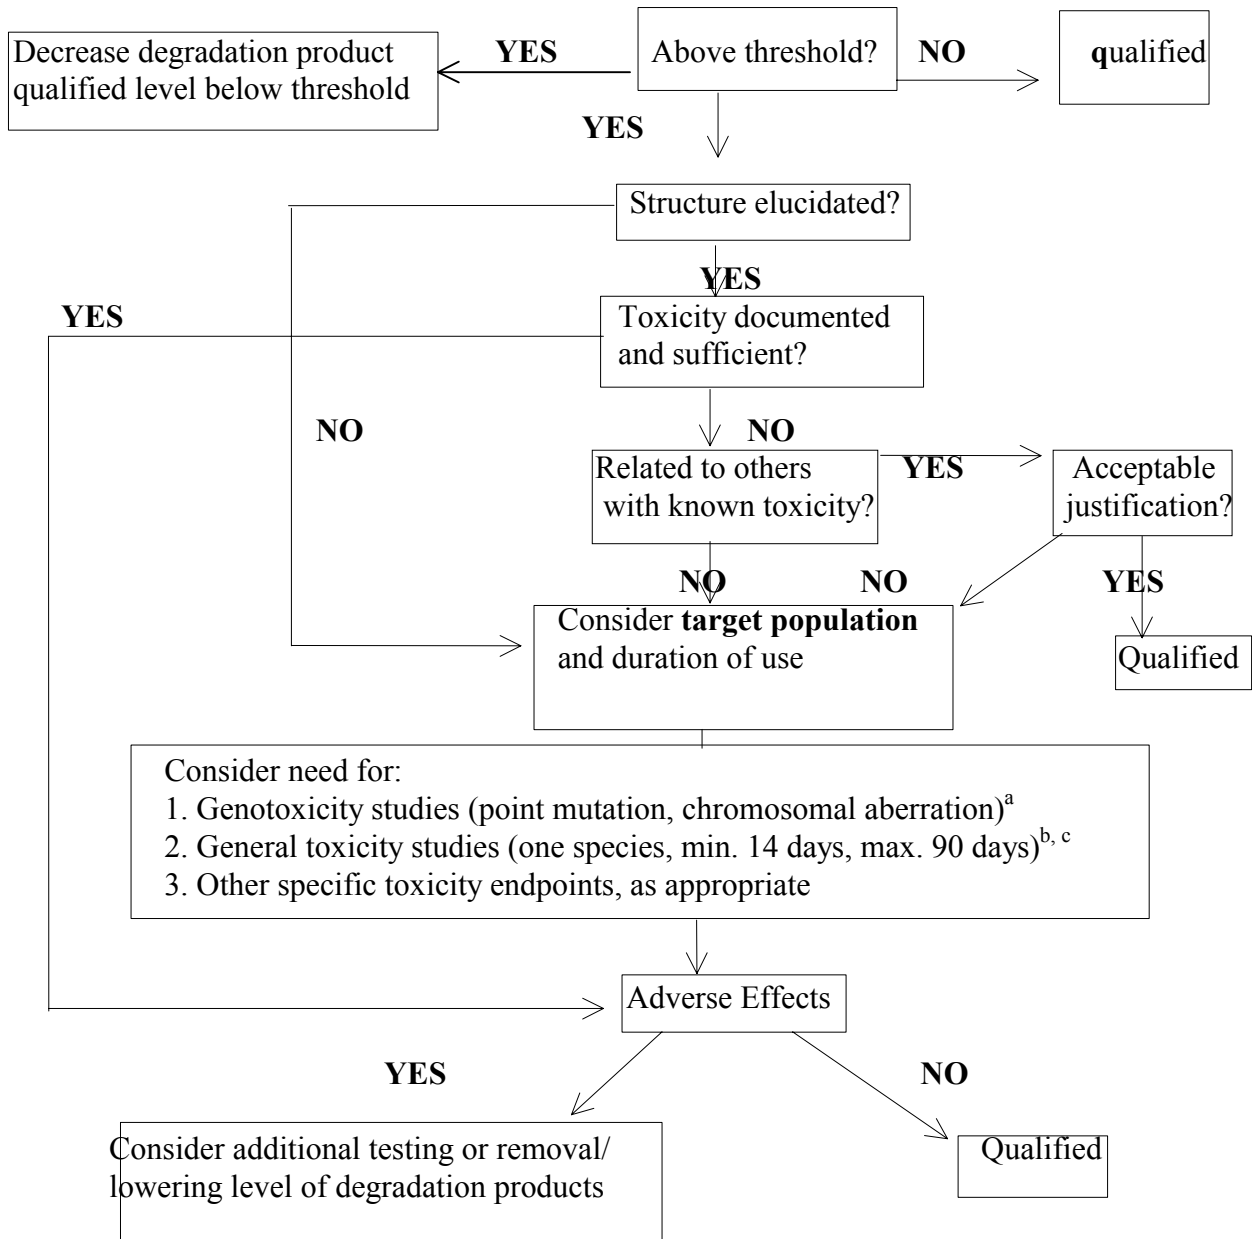 Decrease degradation product
qualified level below threshold
YES
Above threshold?
NO
qualified
YES
Structure elucidated?
YES
YES
Toxicity documented
and sufficient?
NO
NO
Related to others
with known toxicity?
YES
Acceptable
justification?
NO
NO
YES
Consider target population
and duration of use
Qualified
Consider need for:
1. Genotoxicity studies (point mutation, chromosomal aberration)a
2. General toxicity studies (one species, min. 14 days, max. 90 days)b, c
3. Other specific toxicity endpoints, as appropriate
Adverse Effects
YES
NO
Consider additional testing or removal/
lowering level of degradation products
Qualified